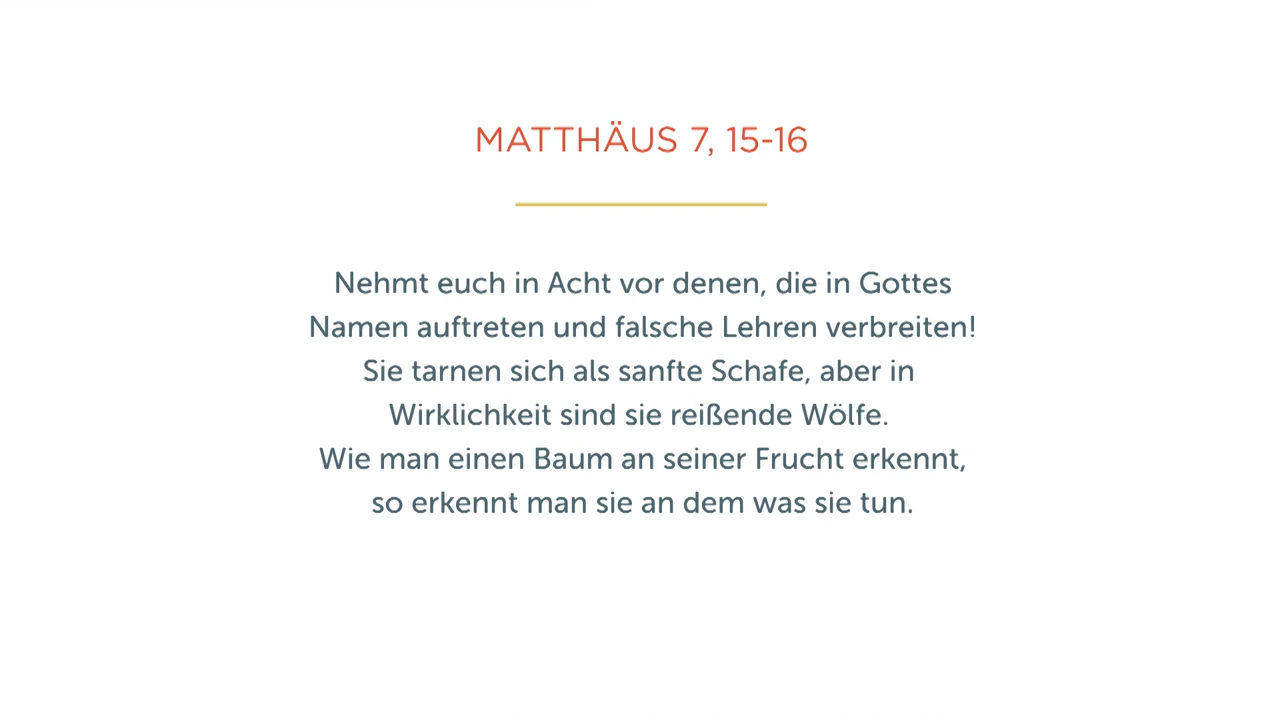 MATTHÄUS 7, 15-16
Nehmt euch in Acht vor denen, die in Gottes
Namen auftreten und falsche Lehren verbreiten!
Sie tarnen sich als sanfte Schafe, aber in
Wirklichkeit sind sie reißende Wölfe.
Wie man einen Baum an seiner Frucht erkennt,
so erkennt man sie an dem was sie tun.